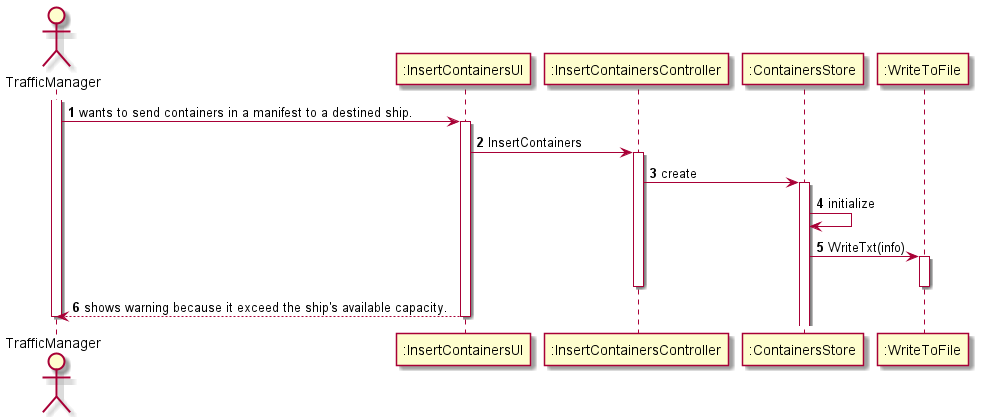 TrafficManager
:InsertContainersUI
:InsertContainersController
:ContainersStore
:WriteToFile
1 wants to send containers in a manifest to a destined ship.
2 InsertContainers
3 create
4 initialize
5 WriteTxt(info)
6 shows warning because it exceed the ship's available capacity.
TrafficManager
:InsertContainersUI
:InsertContainersController
:ContainersStore
:WriteToFile